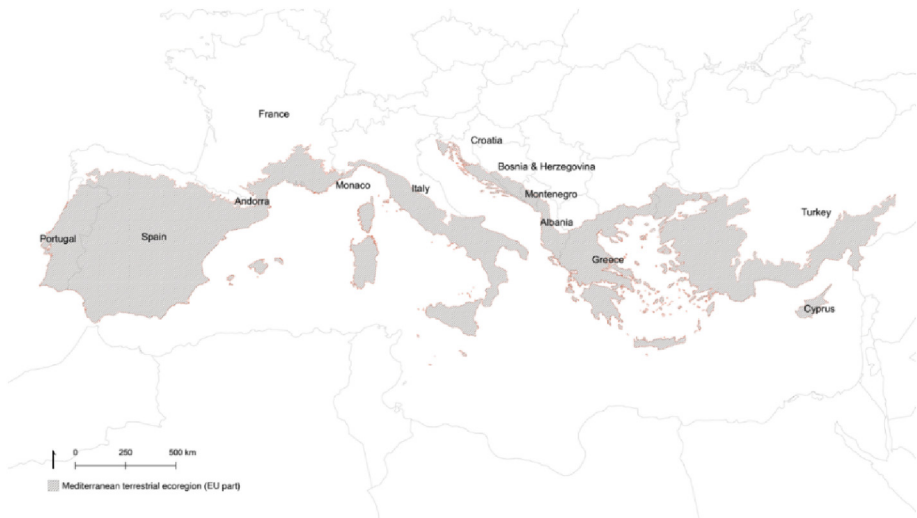 France
Croatia
Bosnia & Herzegovina
Monaco
Italy
Montenegro
Andorra
Turkey
Albania
Portugal
Spain
Greece
Cyprus
0 250 500 km
Mediterranean terrestrial ecoregion (EU part)